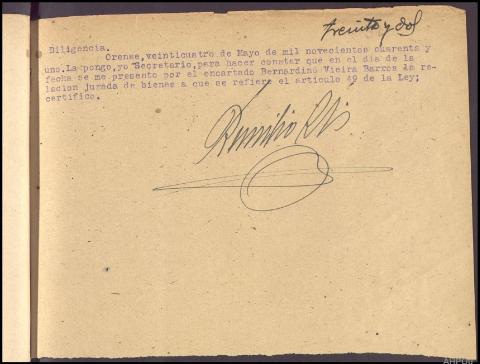 treinta y dos
Diligencia.
Orense, veinticuatro de Mayo de mil novecientos cuarenta y
uno. La pongo, yo Secretario, para hacer constar que en el dia de la
fecha se me presento por el encartado Bernardino Vieira Barros la re-
lacion jurada de bienes a que se refiere el articulo 49 de la Ley;
certifico.